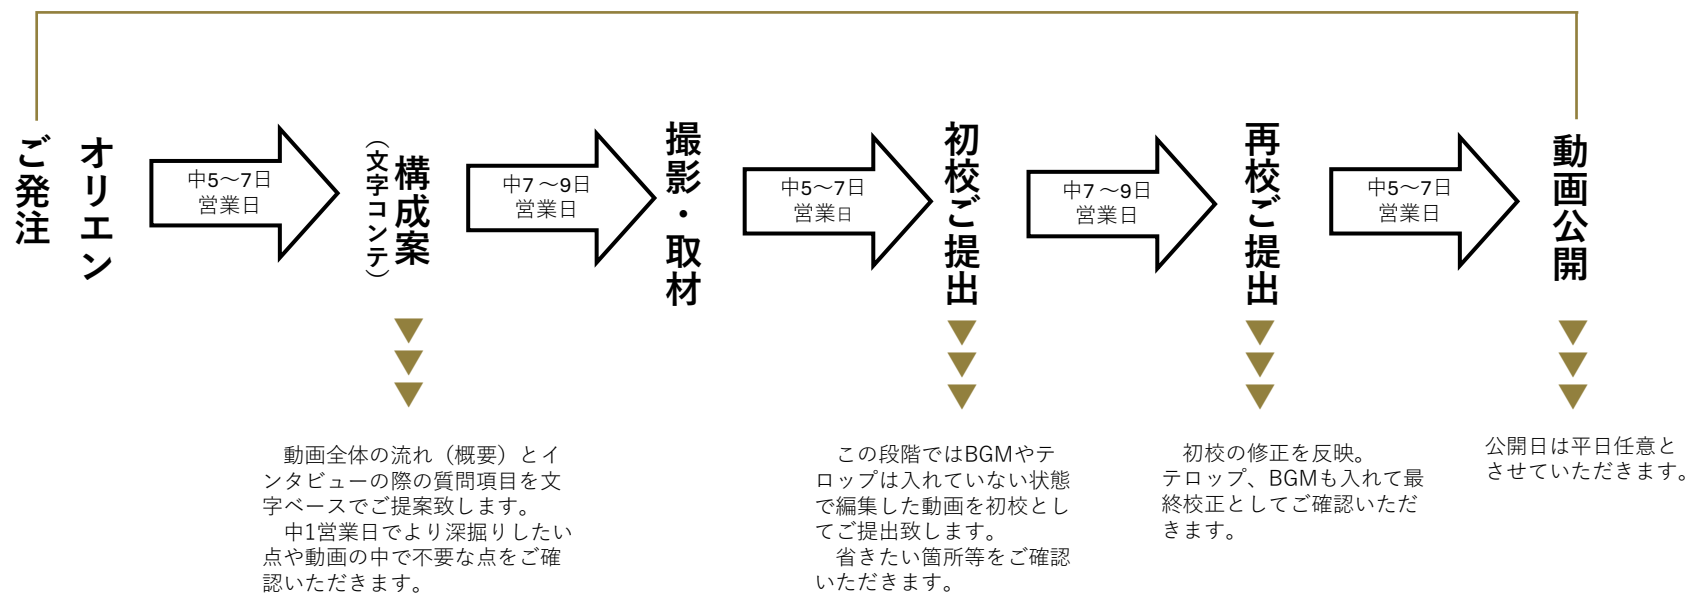 ご発注
オリエン
中5～7日
営業日
構成案
（文字コンテ）
中7～9日
営業日
撮影・取材
中5～7日
営業日
初校ご提出
中7～9日
営業日
再校ご提出
中5～7日
営業日
動画公開
動画全体の流れ（概要）とイ
ンタビューの際の質問項目を文
字ベースでご提案致します。
中1営業日でより深掘りしたい
点や動画の中で不要な点をご確
認いただきます。
この段階ではBGMやテ
ロップは入れていない状態
で編集した動画を初校とし
てご提出致します。
省きたい箇所等をご確認
いただきます。
初校の修正を反映。
テロップ、BGMも入れて最
終校正としてご確認いただ
きます。
公開日は平日任意と
させていただきます。